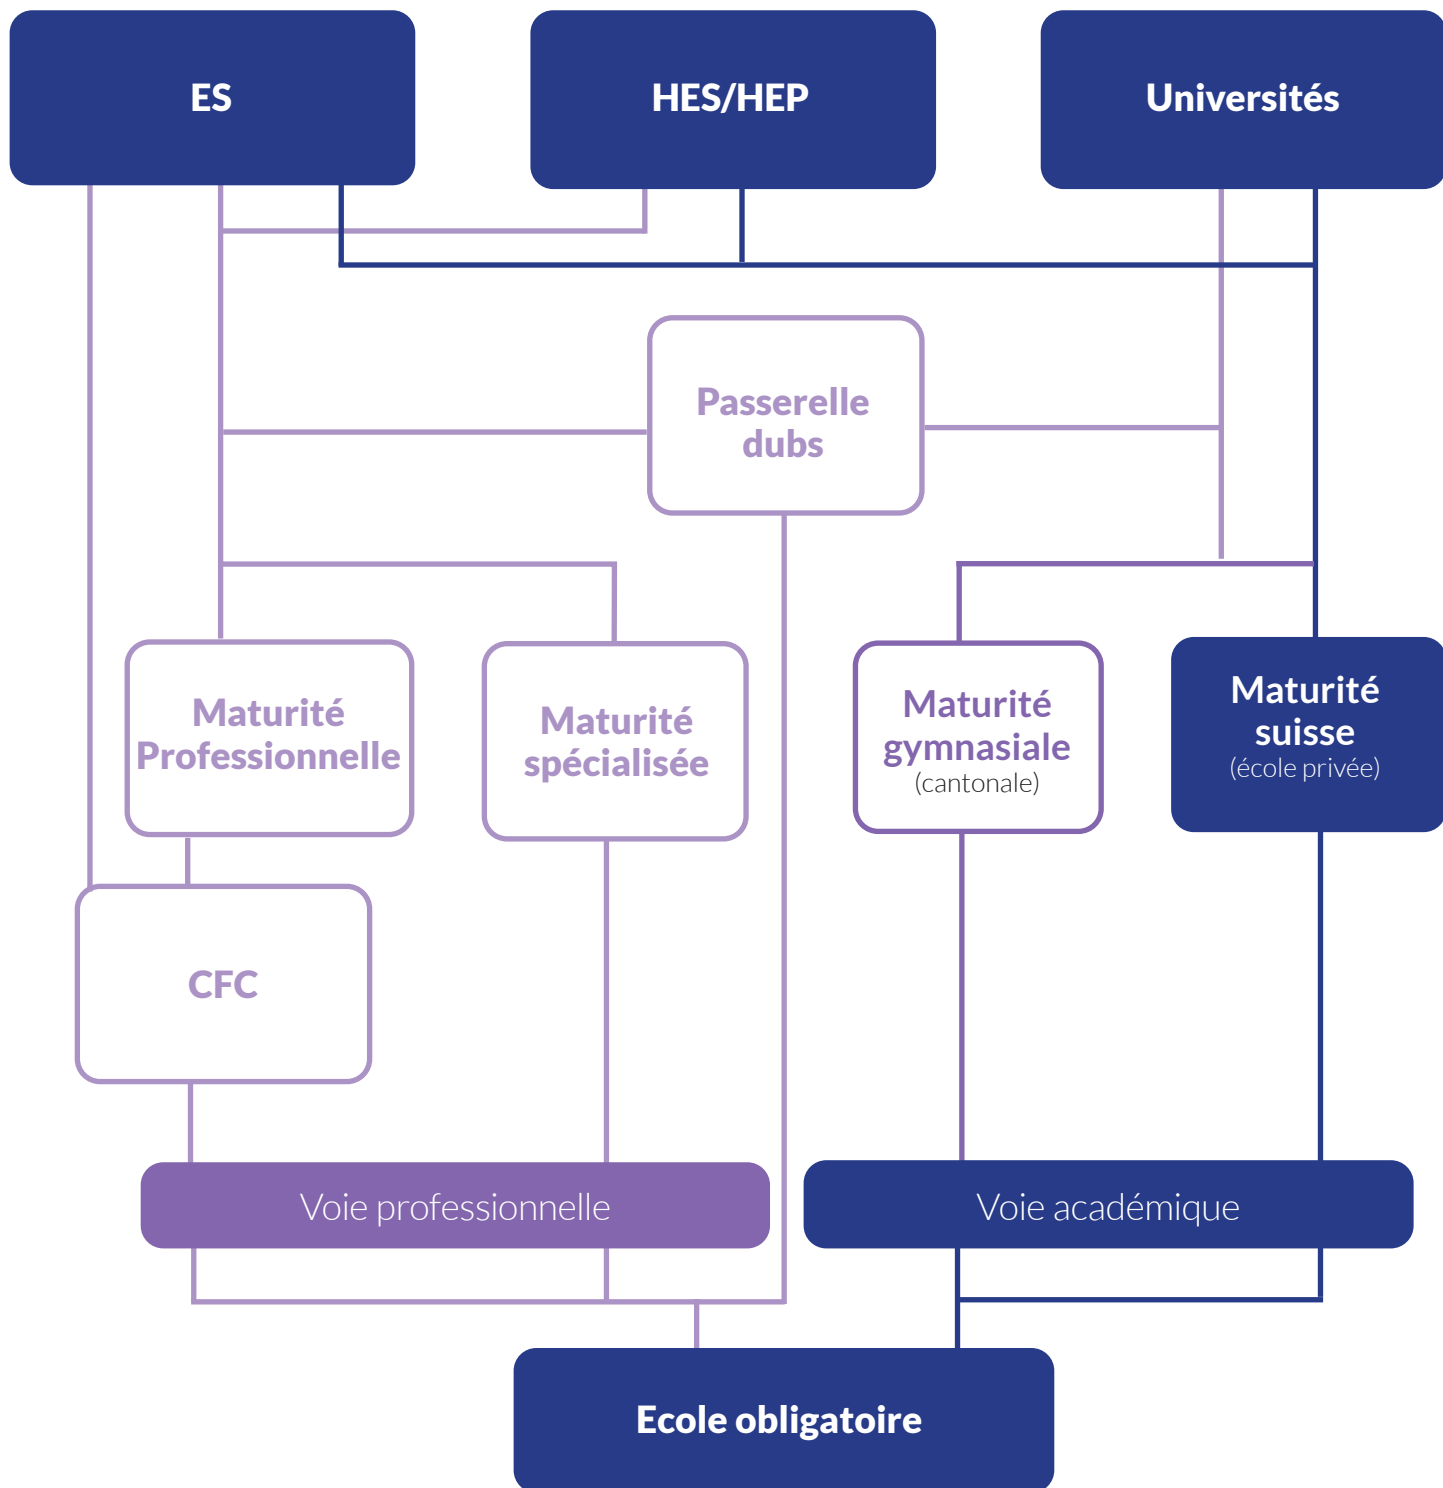 ES
HES/HEP
Universités
Passerelle
dubs
Maturité
Professionnelle
Maturité
spécialisée
Maturité
gymnasiale
(cantonale)
Maturité
suisse
(école privée)
CFC
Voie professionnelle
Voie académique
Ecole obligatoire